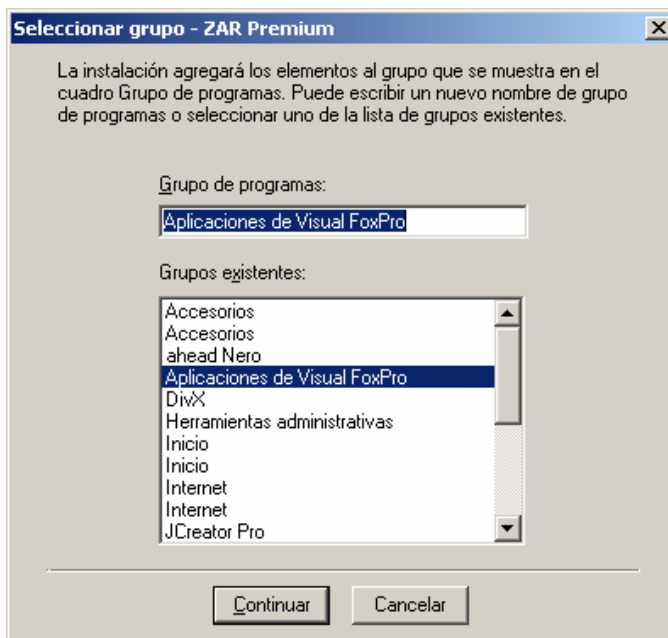 Seleccionar grupo - ZAR Premium
La instalación agregará los elementos al grupo que se muestra en el
cuadro Grupo de programas. Puede escribir un nuevo nombre de grupo
de programas o seleccionar uno de la lista de grupos existentes.
Grupo de programas:
Aplicaciones de Visual FoxPro
Grupos existentes:
Accesorios
Accesorios
ahead Nero
Aplicaciones de Visual FoxPro
DivX
Herramientas administrativas
Inicio
Inicio
Internet
Internet
JCreator Pro
Continuar Cancelar